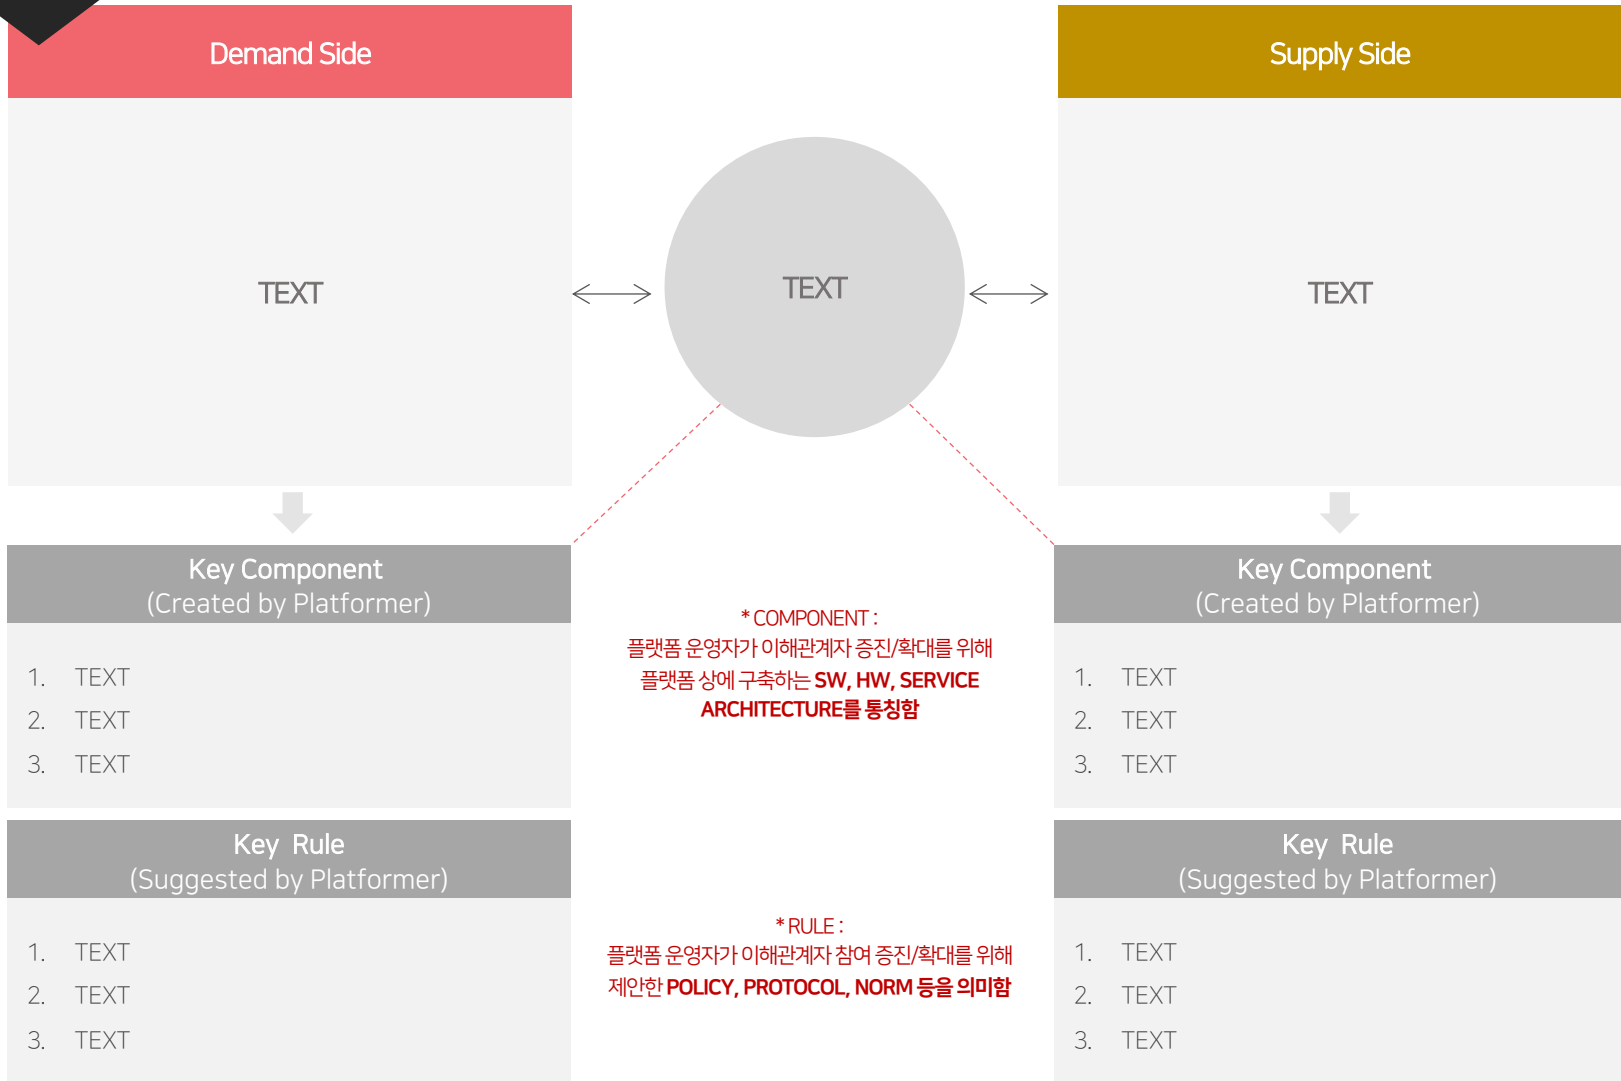 Demand Side
TEXT
TEXT
Supply Side
TEXT
Key Component
(Created by Platformer)
1. TEXT
2. TEXT
3. TEXT
* COMPONENT :
플랫폼 운영자가 이해관계자 증진/확대를 위해
플랫폼 상에 구축하는 SW, HW, SERVICE
ARCHITECTURE를 통칭함
Key Component
(Created by Platformer)
1. TEXT
2. TEXT
3. TEXT
Key Rule
(Suggested by Platformer)
1. TEXT
2. TEXT
3. TEXT
* RULE :
플랫폼 운영자가 이해관계자 참여 증진/확대를 위해
제안한 POLICY, PROTOCOL, NORM 등을 의미함
Key Rule
(Suggested by Platformer)
1. TEXT
2. TEXT
3. TEXT